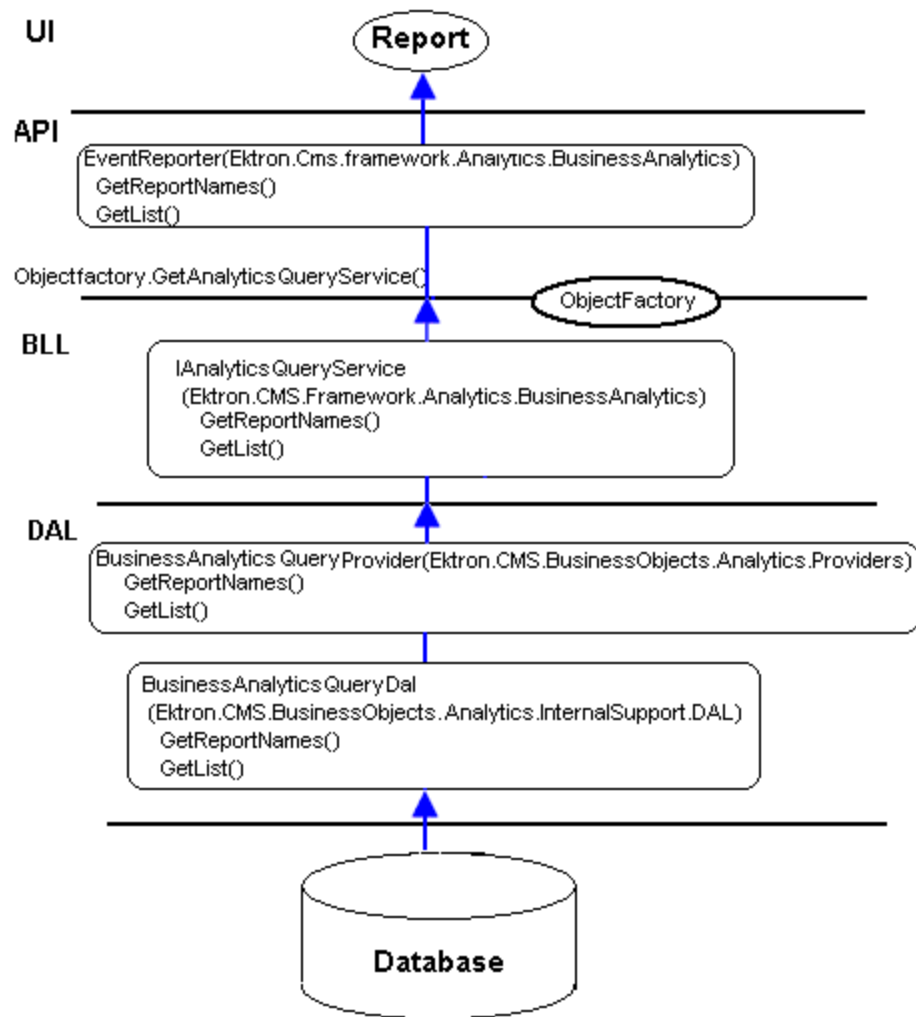 UI
Report
API
EventReporter(Ektron.Cms.framework.Analytics.BusinessAnalytics)
GetReportNames()
GetList()
Objectfactory.GetAnalyticsQueryService()
ObjectFactory
BLL
IAnalyticsQueryService
(Ektron.CMS.Framework.Analytics.BusinessAnalytics)
GetReportNames()
GetList()
DAL
BusinessAnalyticsQueryProvider(Ektron.CMS.BusinessObjects.Analytics.Providers)
GetReportNames()
GetList()
BusinessAnalyticsQueryDal
(Ektron.CMS.BusinessObjects.Analytics.InternalSupport.DAL)
GetReportNames()
GetList()
Database